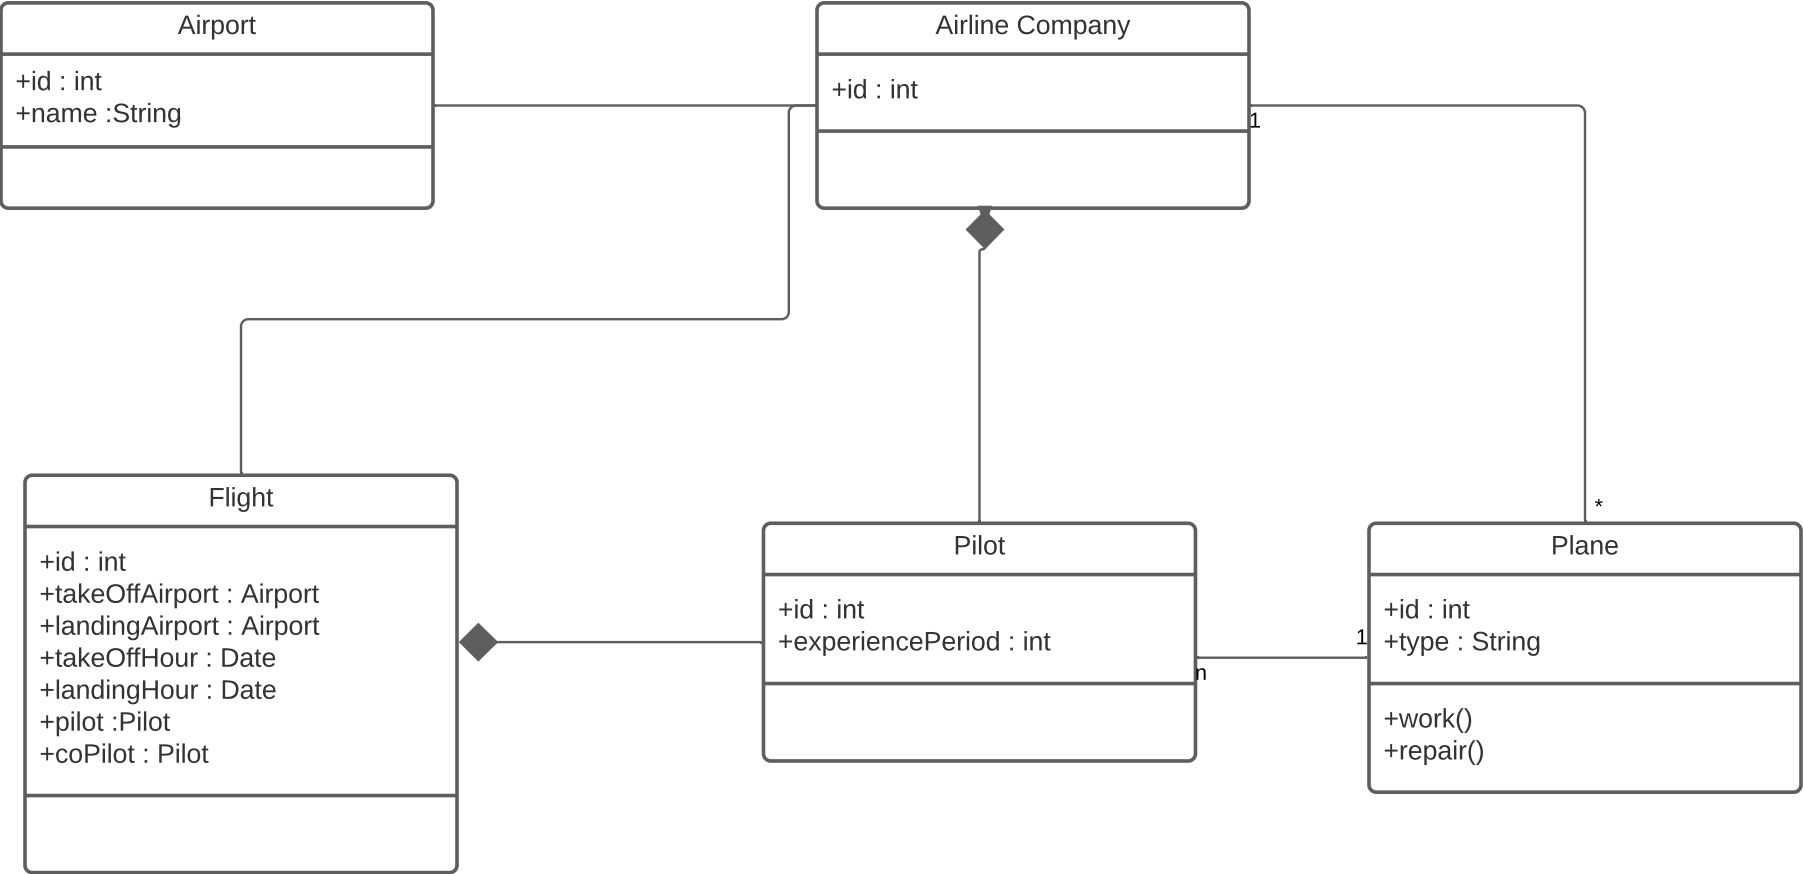 Airport
+id : int
+name :String
Airline Company
+id : int
1
*
Flight
+id : int
+takeOffAirport : Airport
+landingAirport : Airport
+takeOffHour : Date
+landingHour : Date
+pilot :Pilot
+coPilot : Pilot
Pilot
+id : int
+experiencePeriod : int
n
1
Plane
+id : int
+type : String
+work()
+repair()